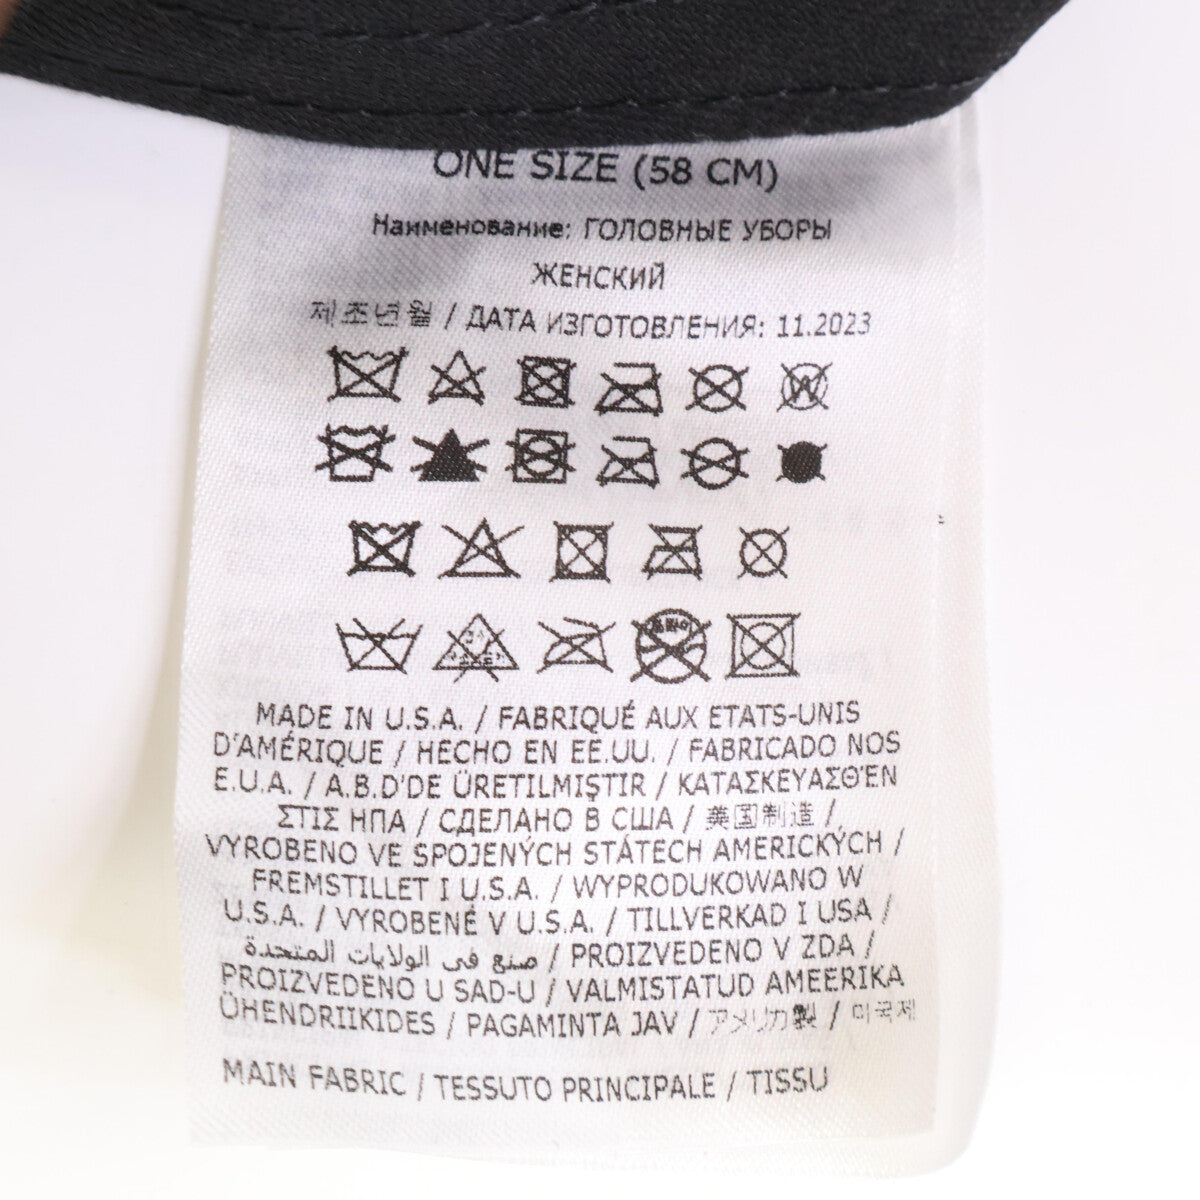 ONE SIZE (58 CM)
Наименование: ГОЛОВНЫЕ УБОРЫ
ЖЕНСКИЙ
제조년월 / ДАТА ИЗГОТОВЛЕНИЯ: 11.2023
W
MADE IN U.S.A. / FABRIQUÉ AUX ETATS-UNIS
D'AMÉRIQUE / HECHO EN EE.UU. / FABRICADO NOS
E.U.A. / A.B.D'DE ÜRETILMIŞTIR / ΚΑΤΑΣΚΕΥΑΣΘ'ΕΝ
ΣΤΙΣ ΗΠΑ / СДЕЛАНО В США / 美国制造 /
VYROBENO VE SPOJENÝCH STÁTECH AMERICKÝCH /
FREMSTILLET I U.S.A. / WYPRODUKOWANO W
U.S.A. / VYROBENÉ V U.S.A. / TILLVERKAD I USA /
صنع في الولايات المتحدة / PROIZVEDENO V ZDA /
PROIZVEDENO U SAD-U / VALMISTATUD AMEERIKA
ÜHENDRIIKIDES / PAGAMINTA JAV / アメリカ製 / 미국제
MAIN FABRIC / TESSUTO PRINCIPALE / TISSU